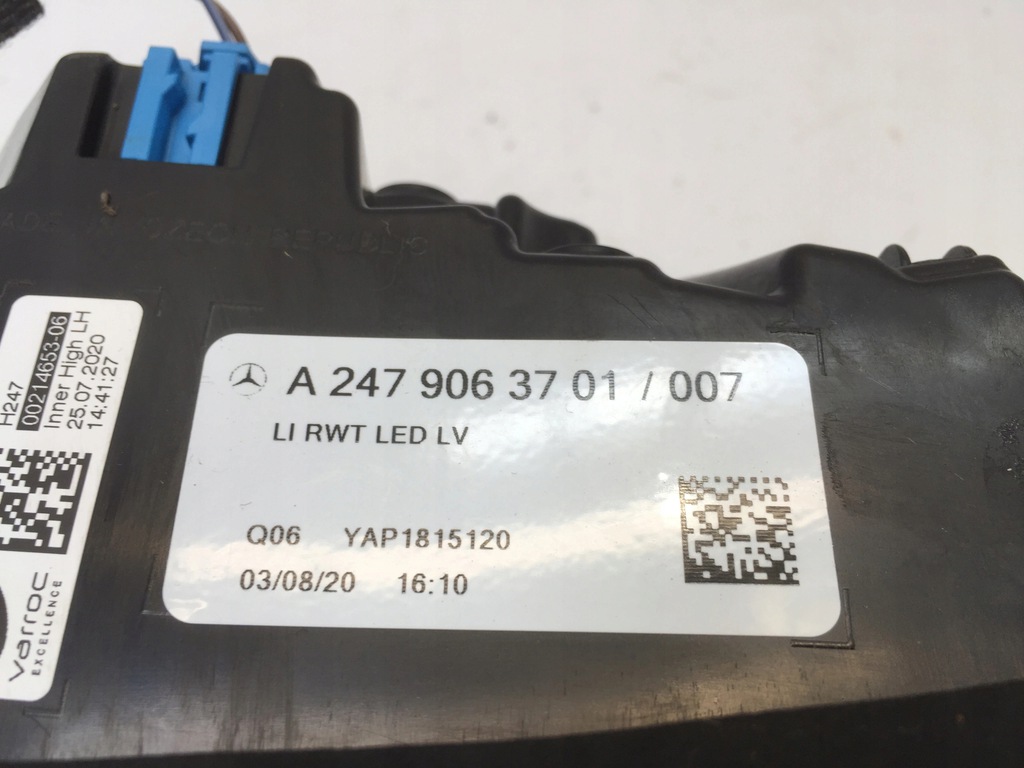 A 247 906 37 01 / 007
LI RWT LED LV
Q06 YAP1815120
03/08/20 16:10
H247
00214653-06
Inner High LH
25.07.2020
14:41:27
varroc
EXCELLENCE